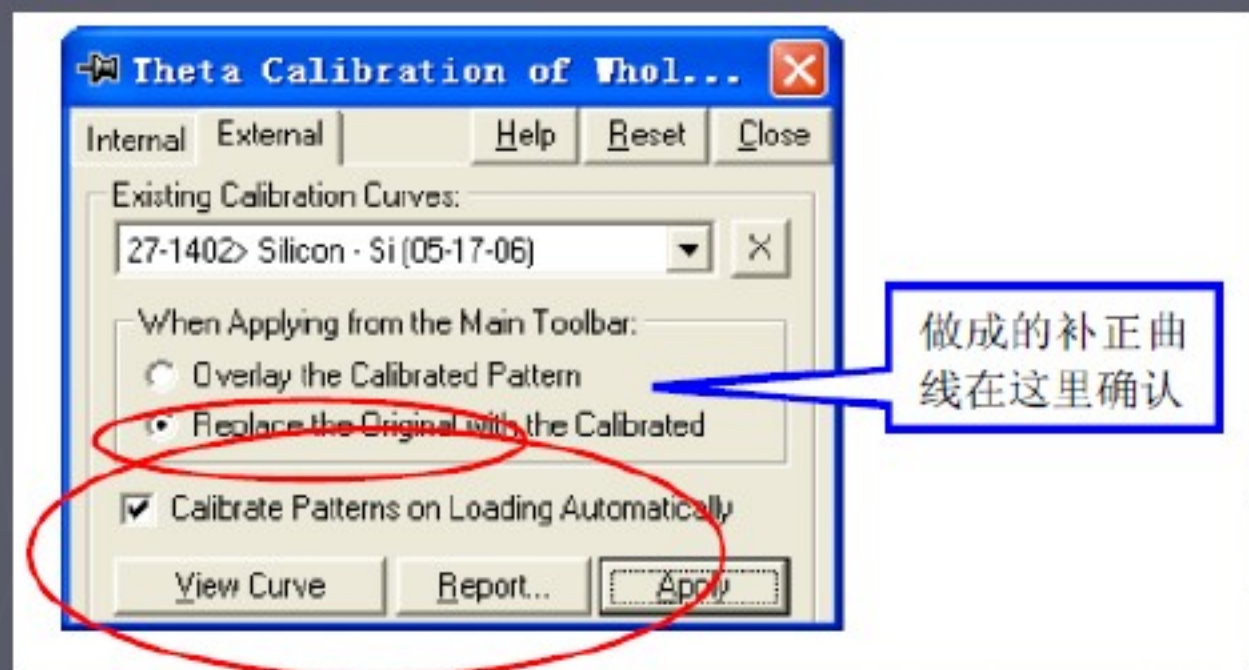 Theta Calibration of Whol...
Internal External Help Reset Close
Existing Calibration Curves:
27-1402> Silicon - Si (05-17-06)
When Applying from the Main Toolbar:
Overlay the Calibrated Pattern
Replace the Original with the Calibrated
Calibrate Patterns on Loading Automatically
View Curve Report... Apply
做成的补正曲
线在这里确认